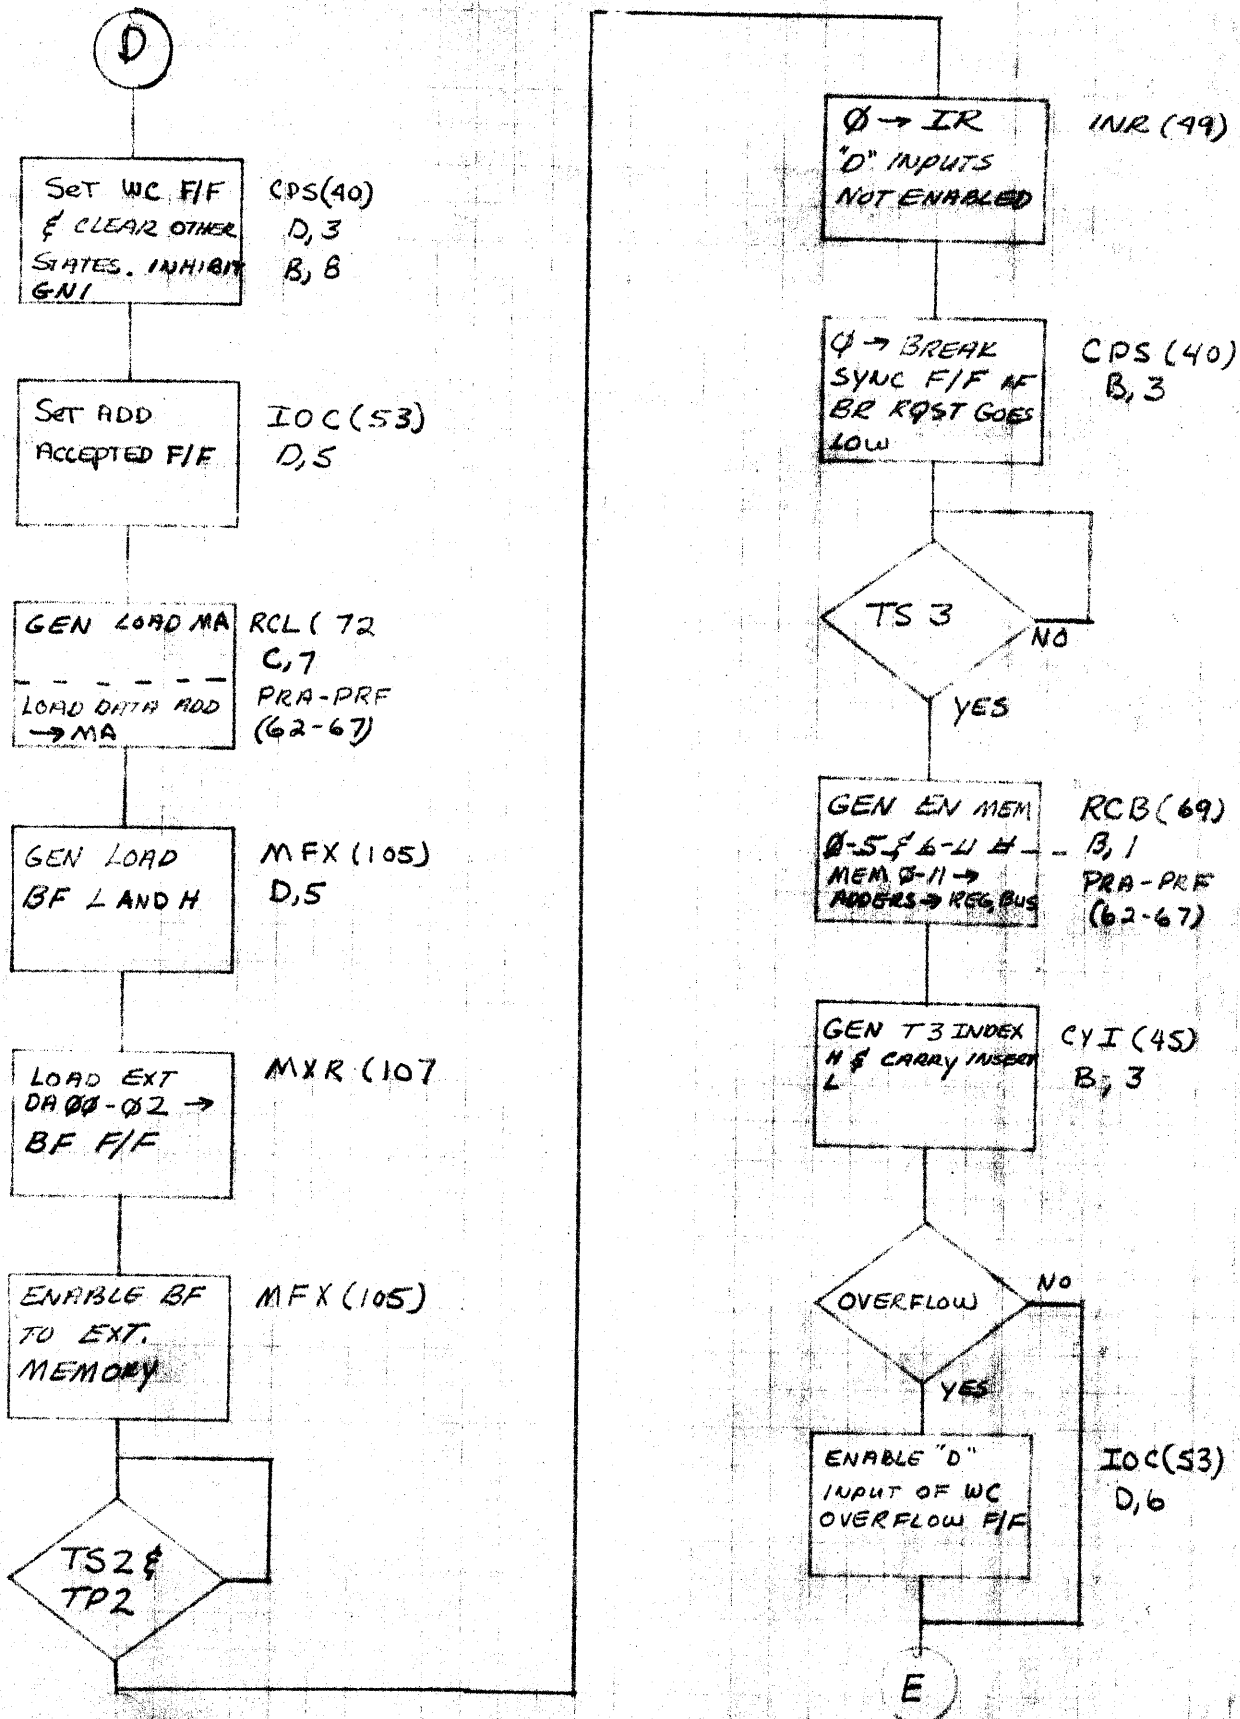 D
SET WC F/F
& CLEAR OTHER
STATES. INHIBIT
GNI
CPS(40)
D,3
B,8
SET ADD
ACCEPTED F/F
IOC(53)
D,5
GEN LOAD MA
LOAD DATA ADD
→ MA
RCL(72
C,7
PRA-PRF
(62-67)
GEN LOAD
BF L AND H
MFX(105)
D,5
LOAD EXT
DA ØØ-Ø2 →
BF F/F
MXR(107
ENABLE BF
TO EXT.
MEMORY
MFX(105)
TS2 &
TP2
Ø → IR
"D" INPUTS
NOT ENABLED
INR(49)
Ø → BREAK
SYNC F/F IF
BR RQST GOES
LOW
CPS(40)
B,3
TS 3
NO
YES
GEN EN MEM
Ø-5 & 6-11 H
MEM Ø-11 →
ADDERS → REG, BUS
RCB(69)
B,1
PRA-PRF
(62-67)
GEN T3 INDEX
H & CARRY INSERT
L
CYI(45)
B,3
OVERFLOW
NO
YES
ENABLE "D"
INPUT OF WC
OVERFLOW F/F
IOC(53)
D,6
E